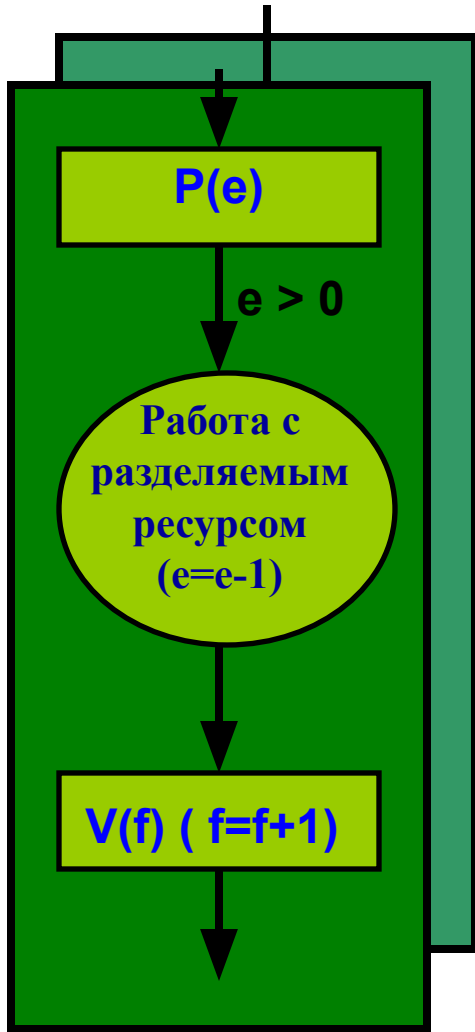 P(e)
e > 0
Работа с
разделяемым
ресурсом
(e=e-1)
V(f) ( f=f+1)